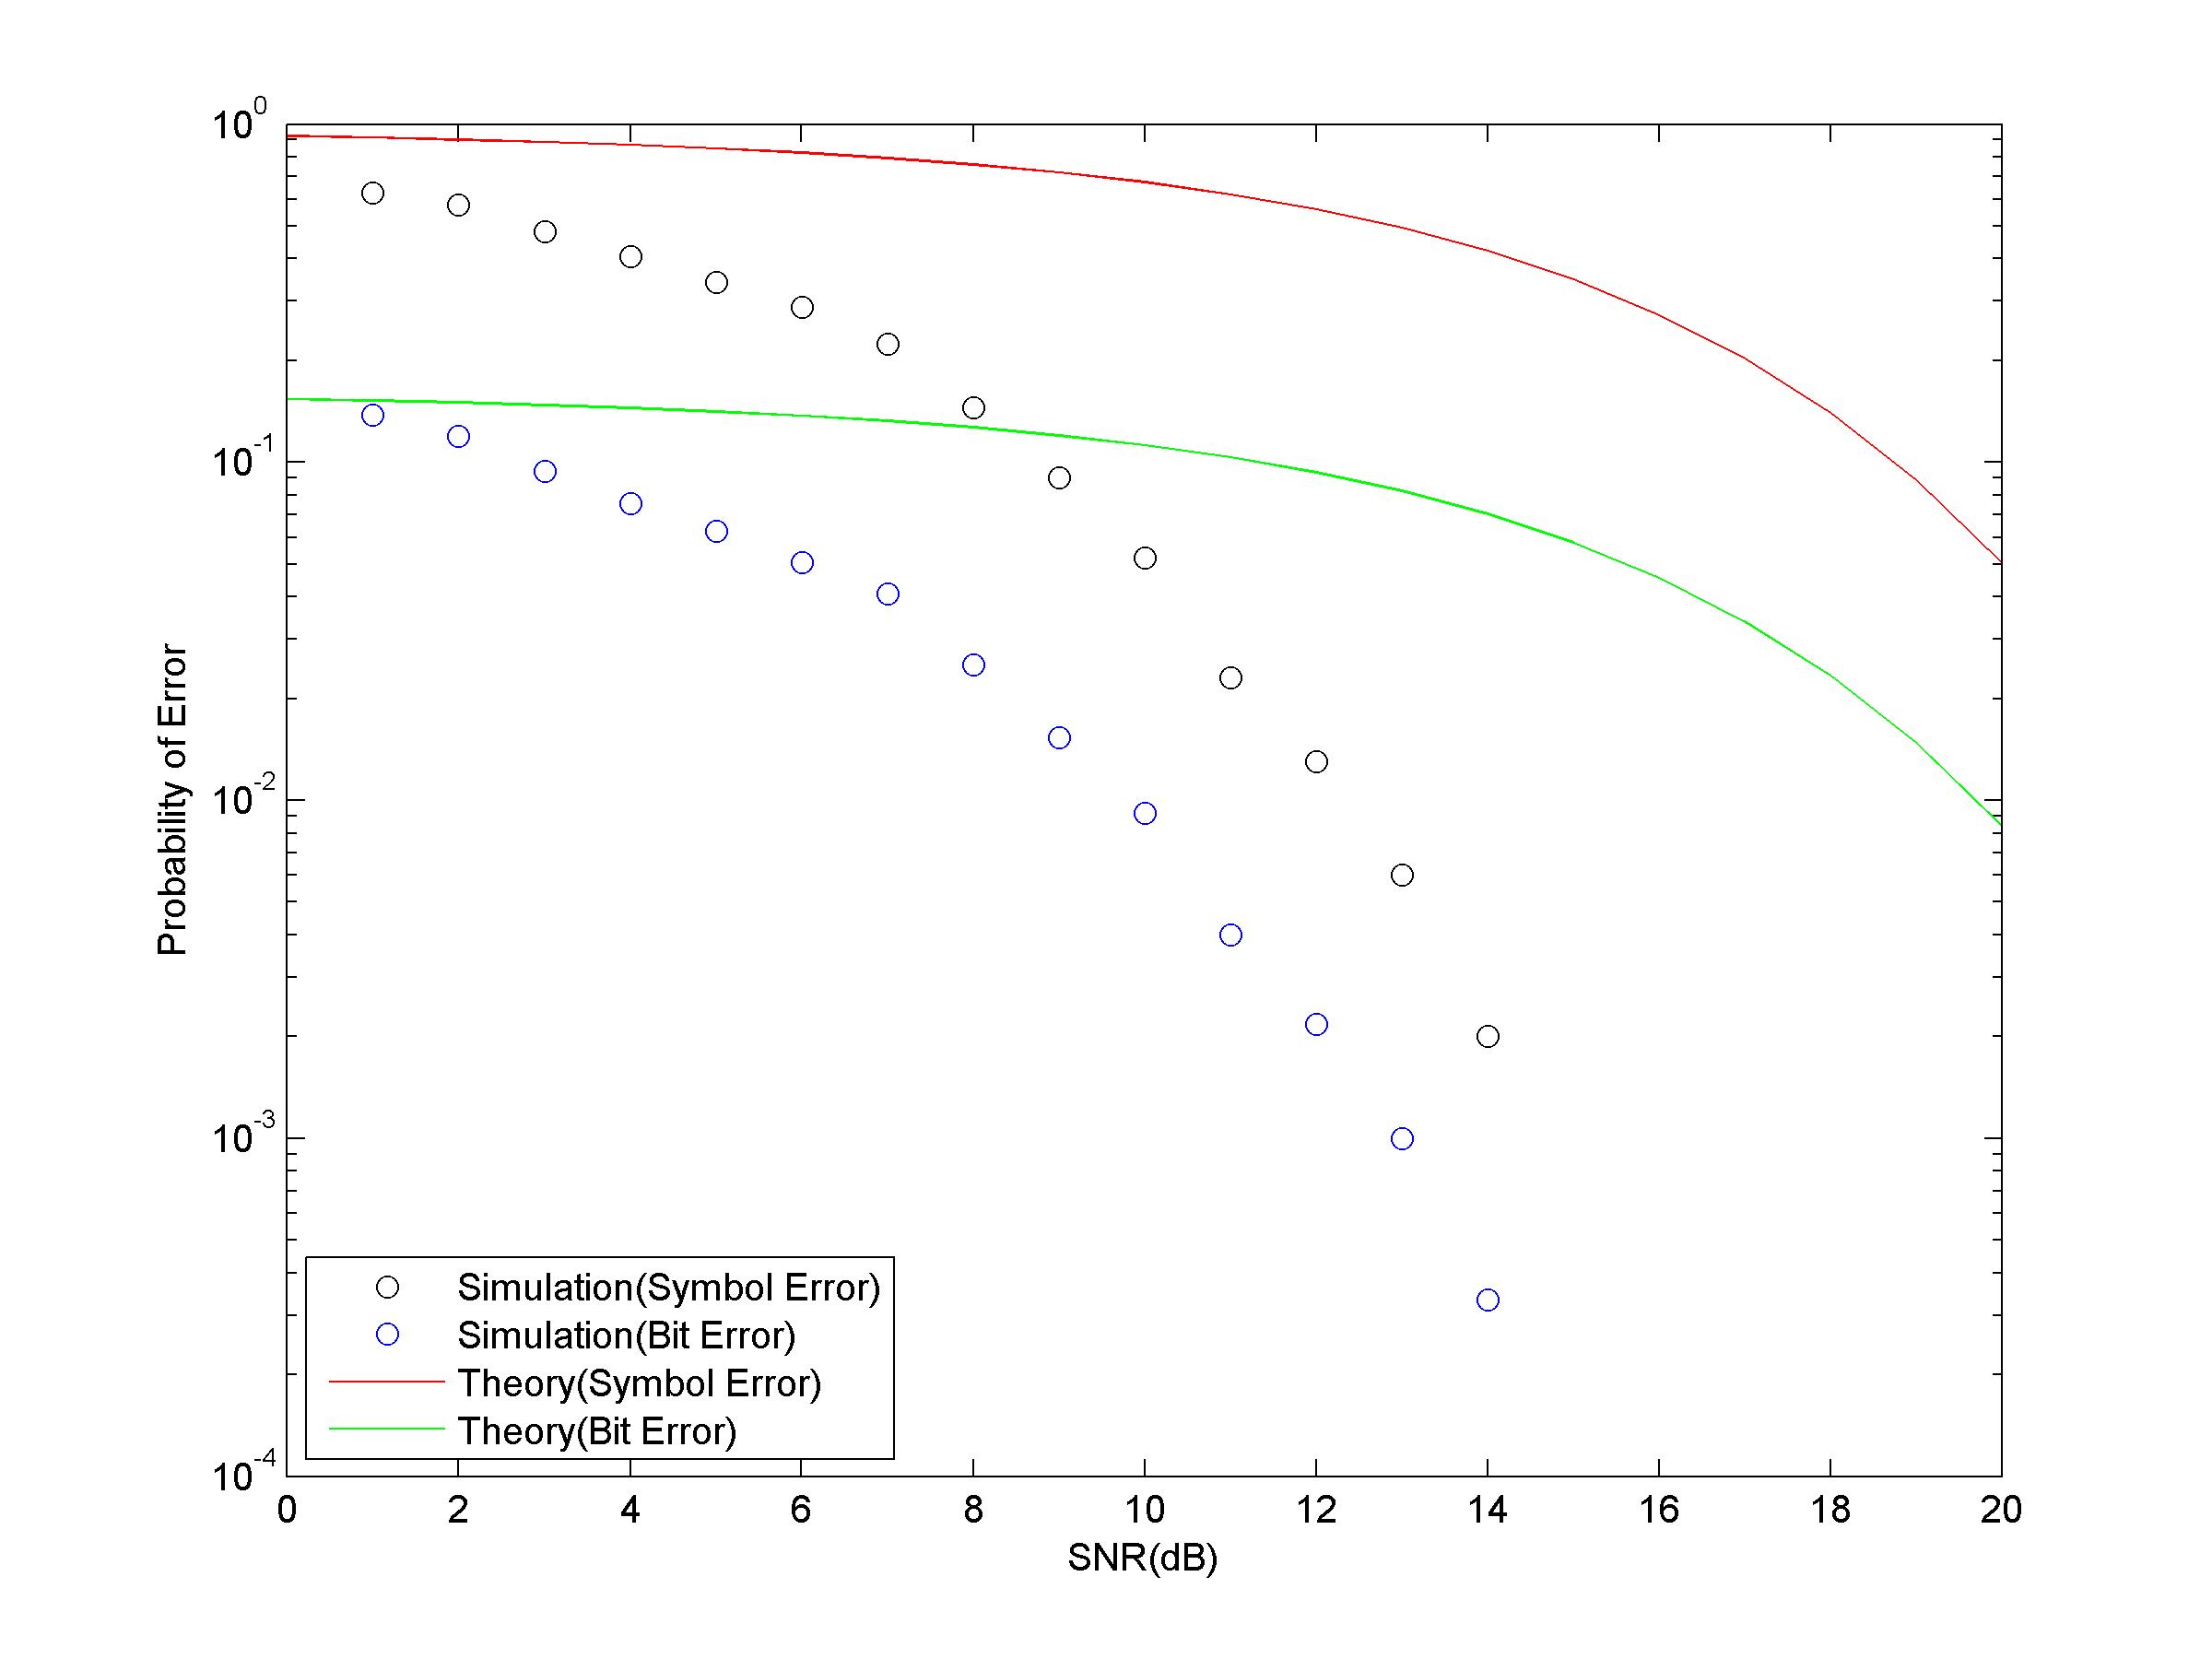 10^0
10^-1
10^-2
10^-3
10^-4
Probability of Error
Simulation(Symbol Error)
Simulation(Bit Error)
Theory(Symbol Error)
Theory(Bit Error)
0 2 4 6 8 10 12 14 16 18 20
SNR(dB)